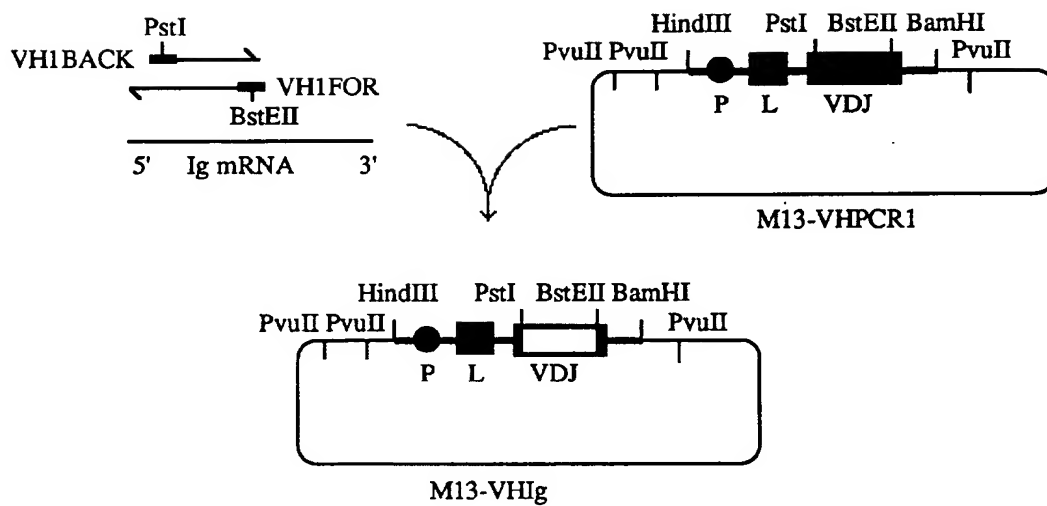 PstI
VH1BACK
VH1FOR
BstEII
5' Ig mRNA 3'
HindIII PstI BstEII BamHI
PvuII PvuII PvuII
P L VDJ
M13-VHPCR1
HindIII PstI BstEII BamHI
PvuII PvuII PvuII
P L VDJ
M13-VHIg